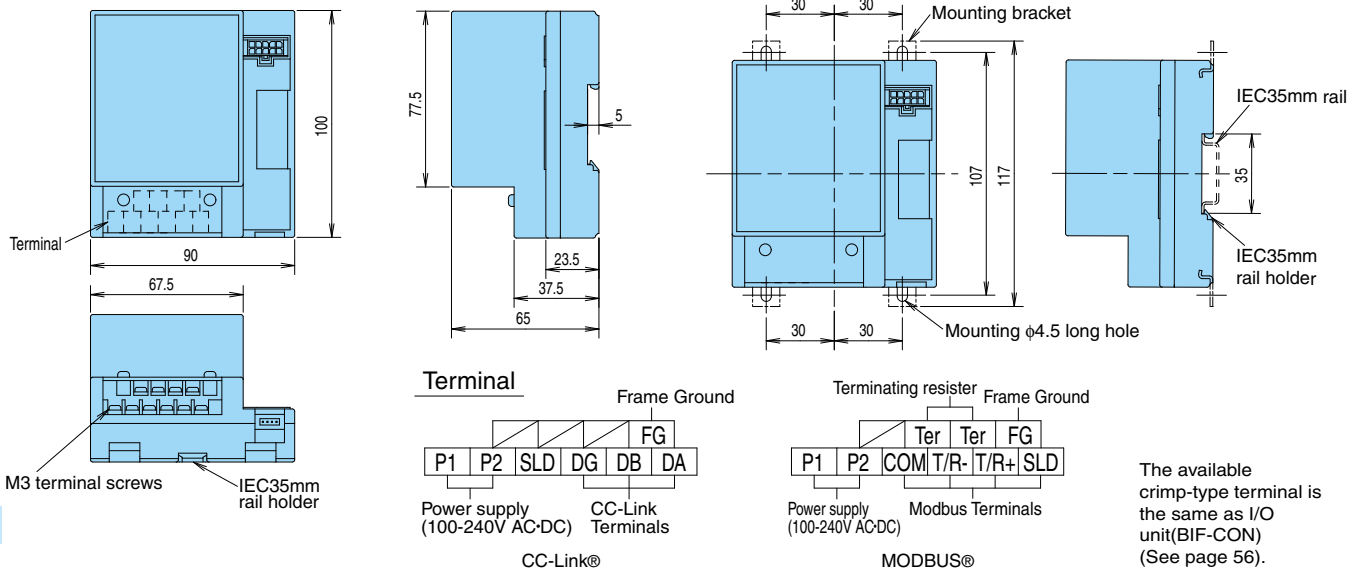 30
30
Mounting bracket
77.5
5
100
107
117
IEC35mm rail
35
Terminal
90
67.5
23.5
37.5
65
IEC35mm
rail holder
30
30
Mounting ϕ4.5 long hole
M3 terminal screws
IEC35mm
rail holder
Terminal
Frame Ground
FG
P1 P2 SLD DG DB DA
Power supply
(100-240V AC･DC)
CC-Link
Terminals
CC-Link®
Terminating resister
Frame Ground
Ter Ter FG
P1 P2 COM T/R- T/R+ SLD
Power supply
(100-240V AC･DC)
Modbus Terminals
MODBUS®
The available
crimp-type terminal is
the same as I/O
unit(BIF-CON)
(See page 56).